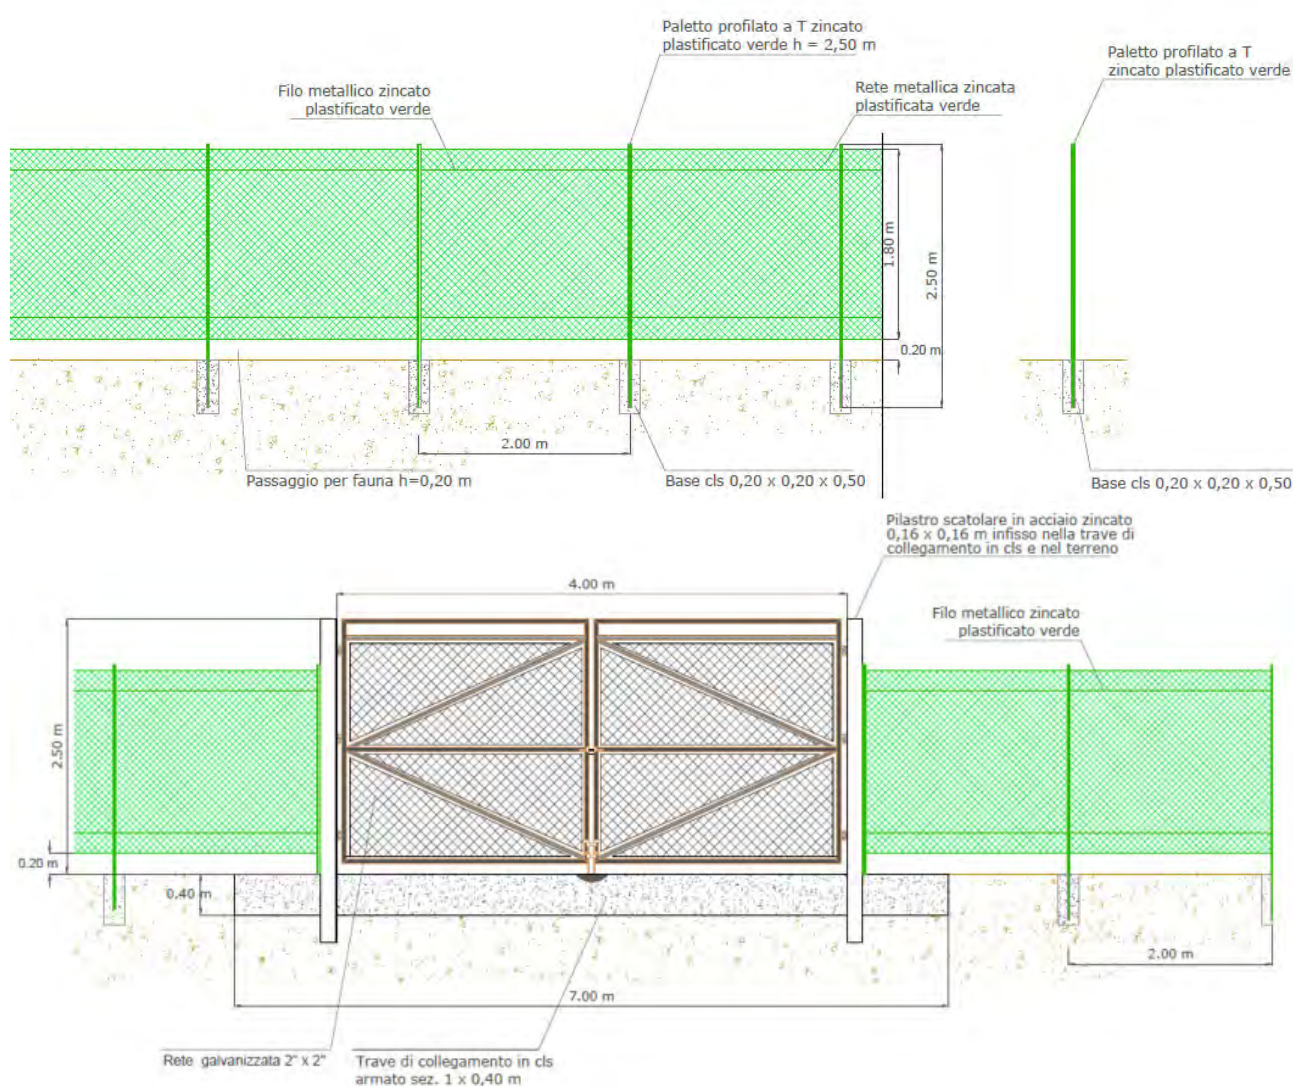 Paletto profilato a T zincato
plastificato verde h = 2,50 m
Paletto profilato a T
zincato plastificato verde
Filo metallico zincato
plastificato verde
Rete metallica zincata
plastificata verde
1.80 m
2.50 m
0.20 m
2.00 m
Passaggio per fauna h=0,20 m
Base cls 0,20 x 0,20 x 0,50
Base cls 0,20 x 0,20 x 0,50
Pilastro scatolare in acciaio zincato
0,16 x 0,16 m infisso nella trave di
collegamento in cls e nel terreno
4.00 m
Filo metallico zincato
plastificato verde
2.50 m
0.20 m
0.40 m
2.00 m
7.00 m
Rete galvanizzata 2" x 2"
Trave di collegamento in cls
armato sez. 1 x 0,40 m